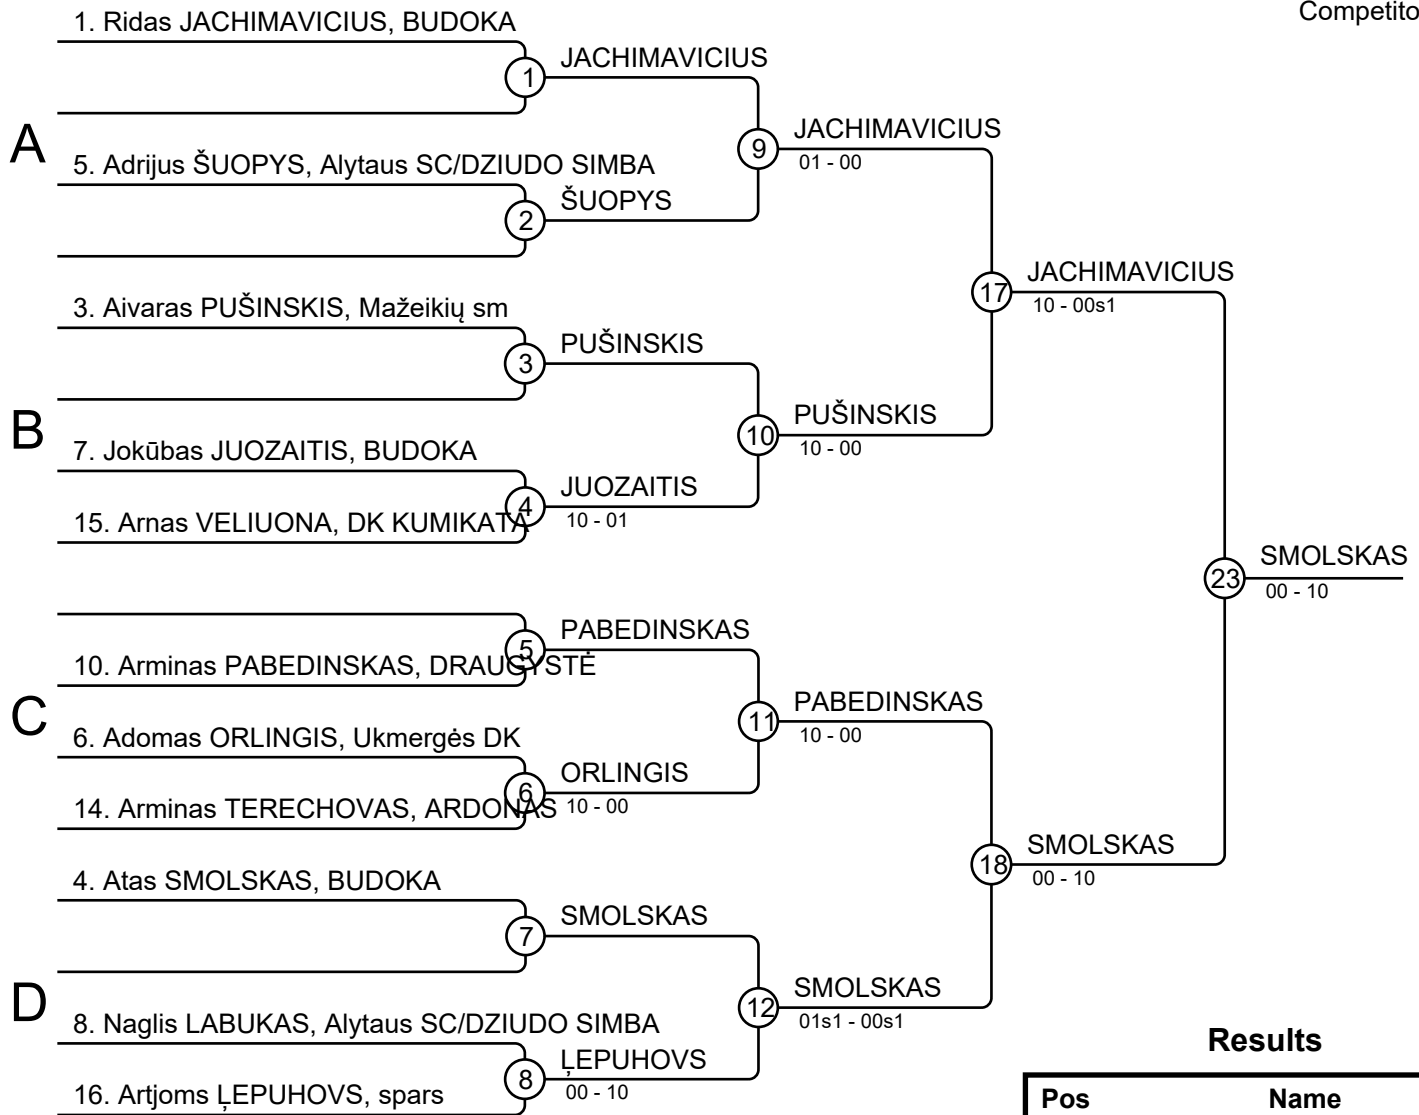 Competito
1. Ridas JACHIMAVICIUS, BUDOKA
JACHIMAVICIUS
1
A
JACHIMAVICIUS
9
01 - 00
5. Adrijus ŠUOPYS, Alytaus SC/DZIUDO SIMBA
ŠUOPYS
2
JACHIMAVICIUS
17
10 - 00s1
3. Aivaras PUŠINSKIS, Mažeikių sm
PUŠINSKIS
3
B
PUŠINSKIS
10
10 - 00
7. Jokūbas JUOZAITIS, BUDOKA
JUOZAITIS
4
10 - 01
15. Arnas VELIUONA, DK KUMIKATA
SMOLSKAS
23
00 - 10
PABEDINSKAS
5
10. Arminas PABEDINSKAS, DRAUGYSTĖ
C
PABEDINSKAS
11
10 - 00
6. Adomas ORLINGIS, Ukmergės DK
ORLINGIS
6
10 - 00
14. Arminas TERECHOVAS, ARDONAS
SMOLSKAS
18
00 - 10
4. Atas SMOLSKAS, BUDOKA
SMOLSKAS
7
D
SMOLSKAS
12
01s1 - 00s1
8. Naglis LABUKAS, Alytaus SC/DZIUDO SIMBA
ĻEPUHOVS
8
00 - 10
16. Artjoms ĻEPUHOVS, spars
Results
Pos Name